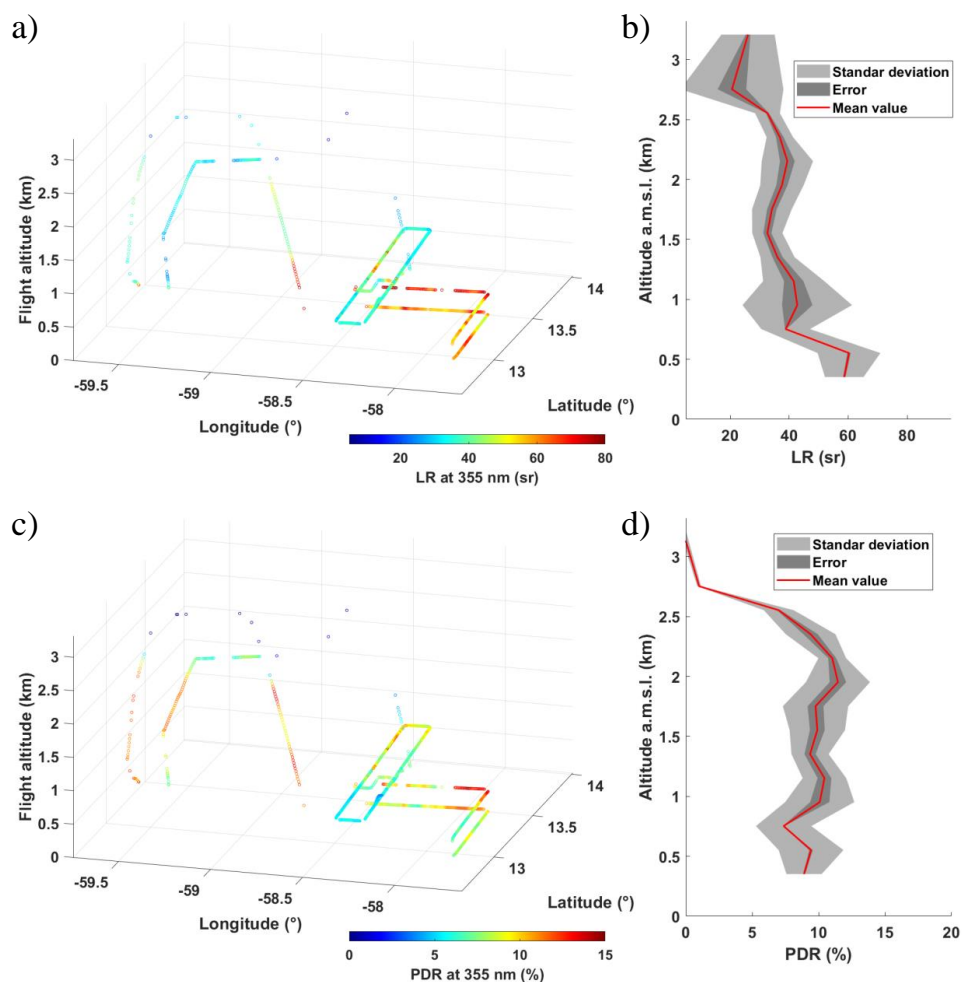 a)
3
2.5
2
1.5
1
0.5
0
Flight altitude (km)
-59.5
-59
-58.5
-58
Longitude (°)
13
13.5
14
Latitude (°)
20
40
60
80
LR at 355 nm (sr)
b)
Standar deviation
Error
Mean value
3
2.5
2
1.5
1
0.5
0
Altitude a.m.s.l. (km)
20
40
60
80
LR (sr)
c)
3
2.5
2
1.5
1
0.5
0
Flight altitude (km)
-59.5
-59
-58.5
-58
Longitude (°)
13
13.5
14
Latitude (°)
0
5
10
15
PDR at 355 nm (%)
d)
Standar deviation
Error
Mean value
3
2.5
2
1.5
1
0.5
0
Altitude a.m.s.l. (km)
0
5
10
15
20
PDR (%)